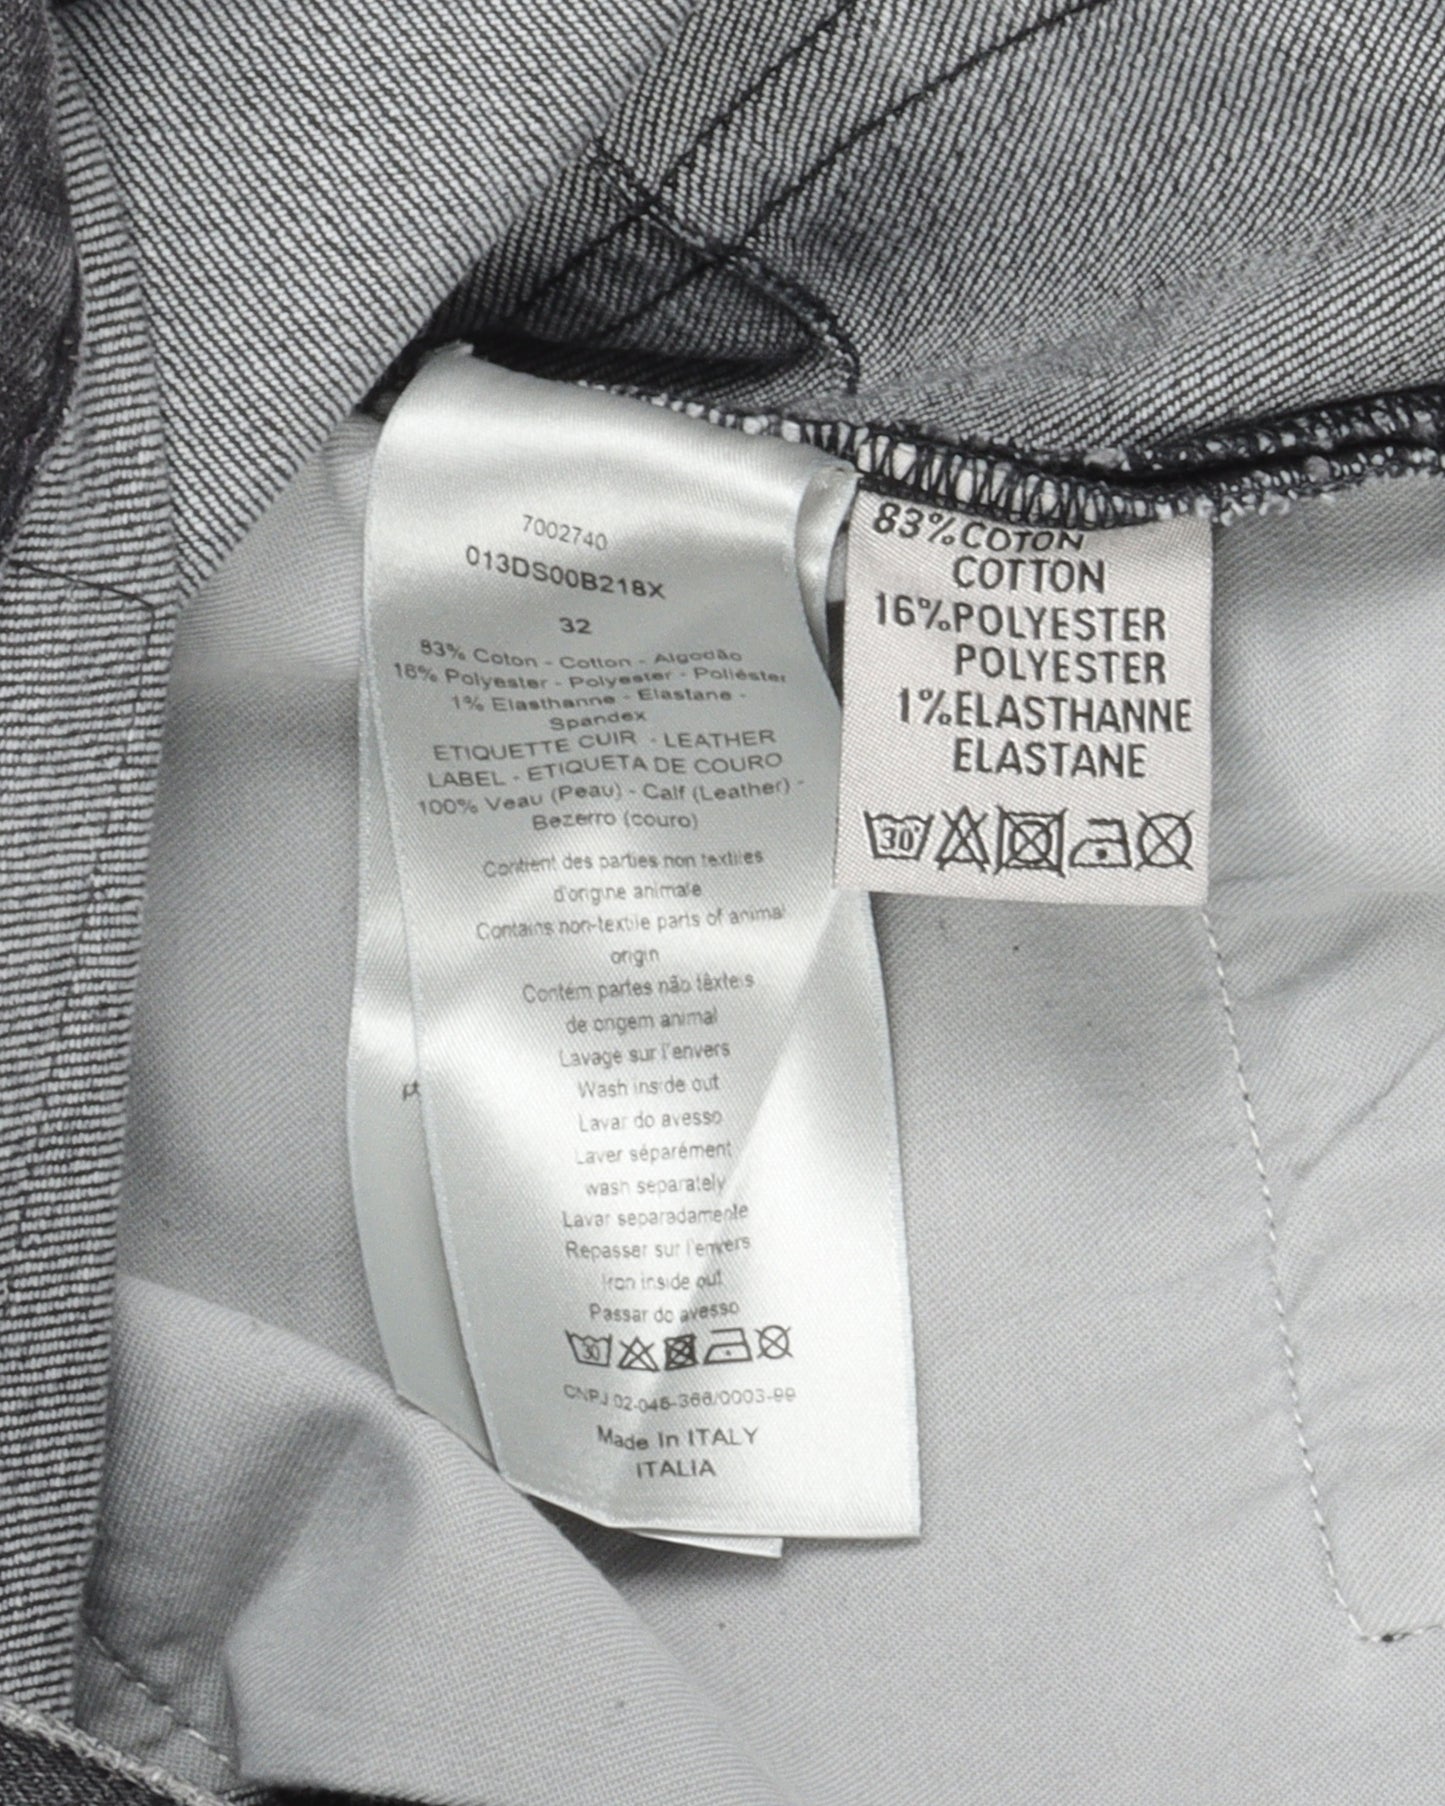 7002740
013DS00B218X
32
83% Coton - Cotton - Algodão
16% Polyester - Polyester - Poliéster
1% Elasthanne - Elastane -
Spandex
ETIQUETTE CUIR - LEATHER
LABEL - ETIQUETA DE COURO
100% Veau (Peau) - Calf (Leather) -
Bezerro (couro)
Contient des parties non textiles
d'origine animale
Contains non-textile parts of animal
origin
Contém partes não têxteis
de origem animal
Lavage sur l'envers
Wash inside out
Lavar do avesso
Laver séparément
wash separately
Lavar separadamente
Repasser sur l'envers
Iron inside out
Passar do avesso
30
CNPJ 02-046-366/0003-99
Made In ITALY
ITALIA
83%COTON
COTTON
16%POLYESTER
POLYESTER
1%ELASTHANNE
ELASTANE
30°